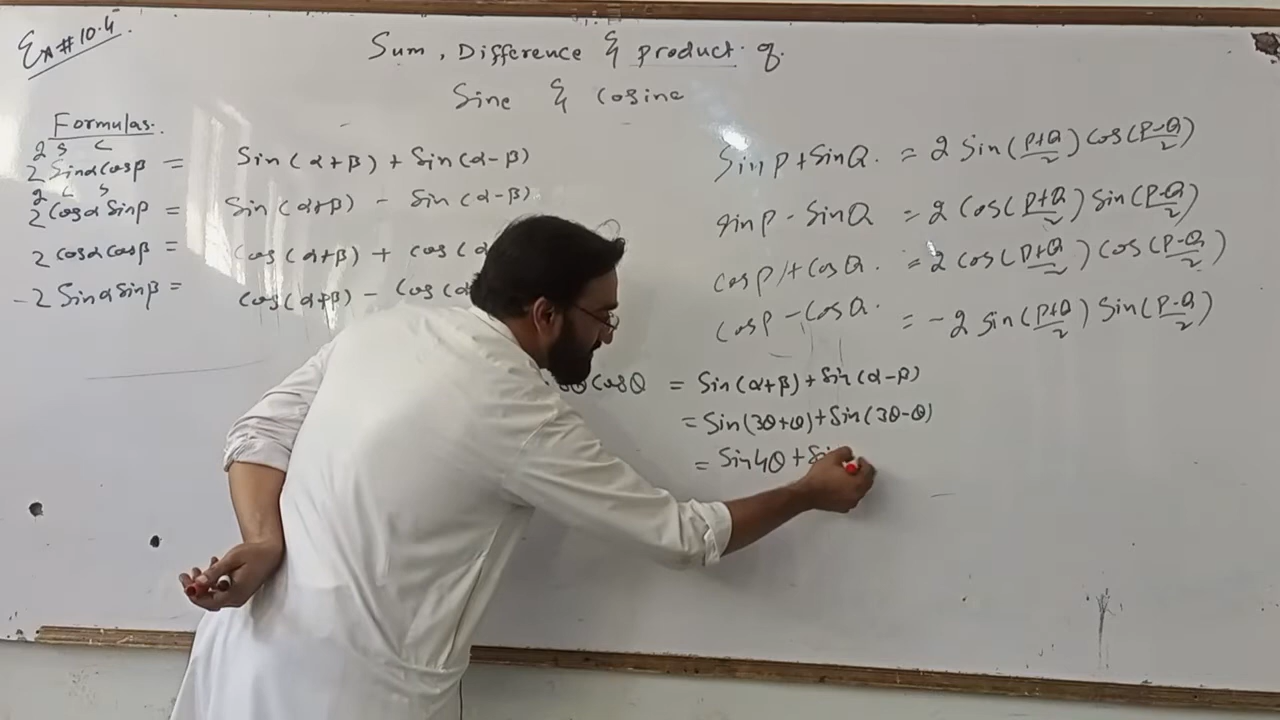 Ex#10.4.
Sum, Difference & product of
Sine & Cosine
Formulas.
2 S C
2 Sinα cosβ = Sin(α+β) + Sin(α-β)
2 C S
2 Cosα Sinβ = Sin(α+β) - Sin(α-β)
2 cosα cosβ = cos(α+β) + cos(α
-2 Sinα sinβ = cos(α+β) - cos(α
Sin P + Sin Q. = 2 Sin(P+Q/2) Cos(P-Q/2)
sin P - Sin Q = 2 Cos(P+Q/2) Sin(P-Q/2)
cos P + Cos Q. = 2 cos(P+Q/2) cos(P-Q/2)
cos P - Cos Q. = -2 sin(P+Q/2) Sin(P-Q/2)
θ Cosθ = Sin(α+β) + Sin(α-β)
= Sin(3θ+θ) + Sin(3θ-θ)
= Sin4θ + Si